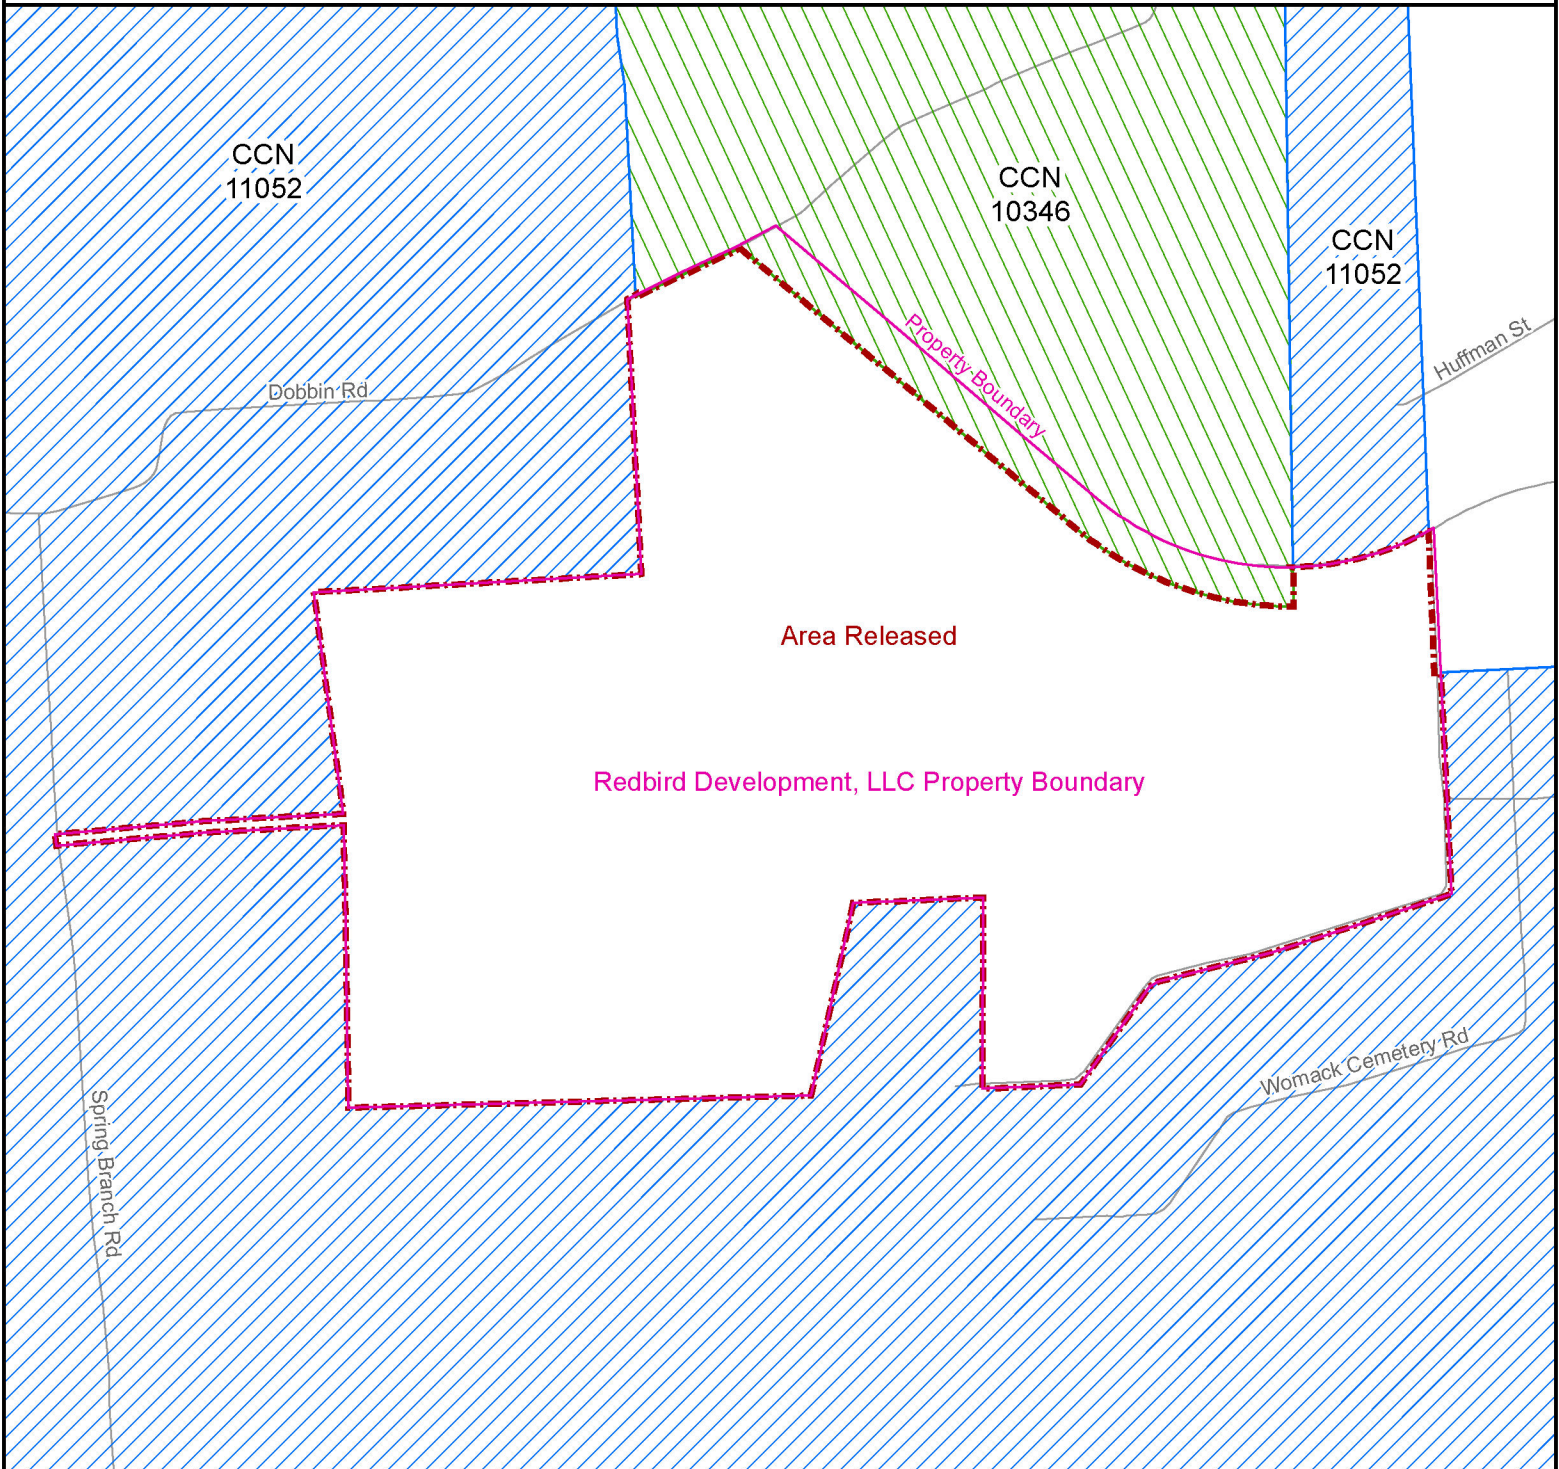 CCN
11052
CCN
10346
CCN
11052
Property Boundary
Huffman St
Dobbin Rd
Area Released
Redbird Development, LLC Property Boundary
Womack Cemetery Rd
Spring Branch Rd